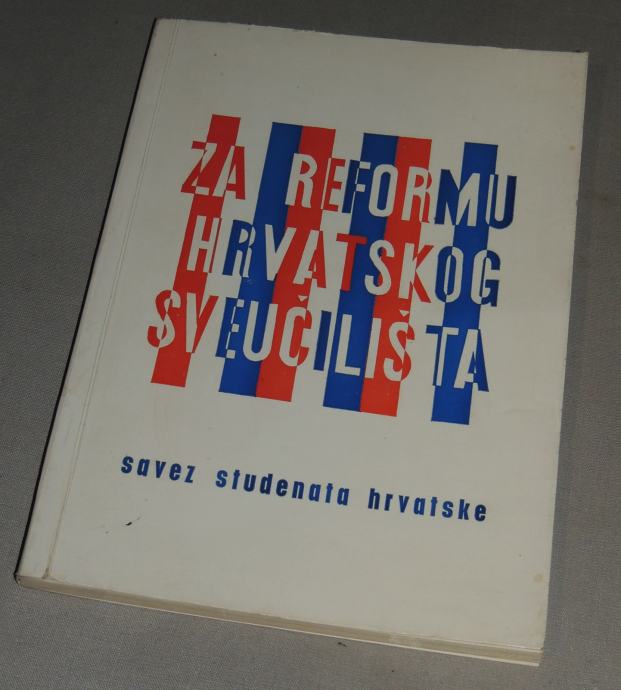 ZA REFORMU
HRVATSKOG
SVEUČILIŠTA
savez studenata hrvatske